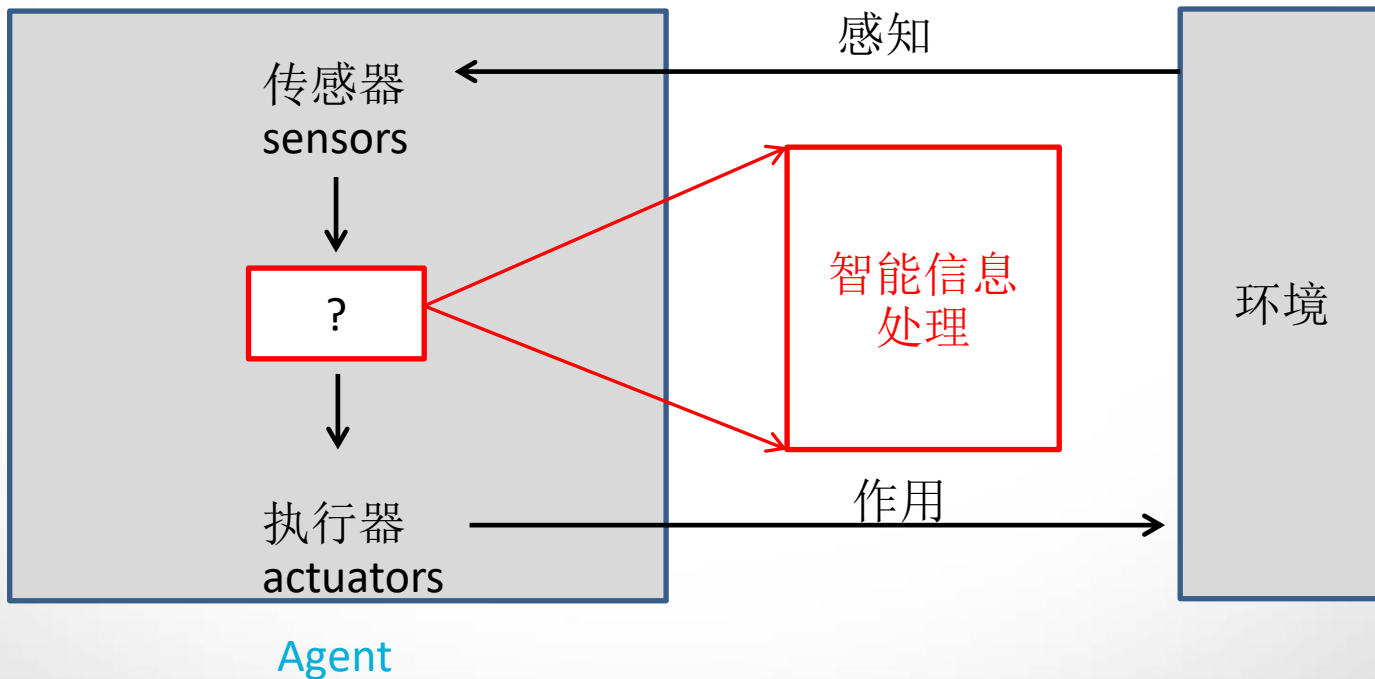 感知
传感器
sensors
?
智能信息
处理
环境
作用
执行器
actuators
Agent